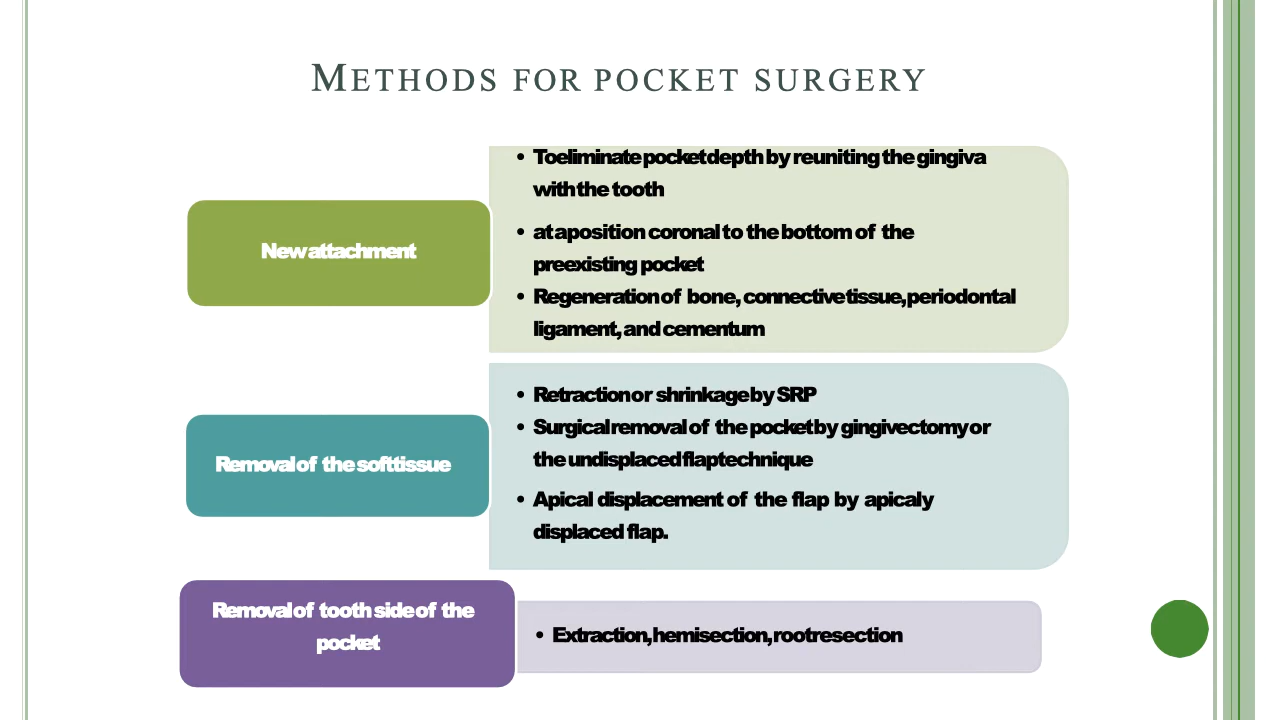 METHODS FOR POCKET SURGERY
New attachment
• To eliminate pocket depth by reuniting the gingiva
with the tooth
• at a position coronal to the bottom of the
preexisting pocket
• Regeneration of bone, connective tissue, periodontal
ligament, and cementum
Removal of the soft tissue
• Retraction or shrinkage by SRP
• Surgical removal of the pocket by gingivectomy or
the undisplaced flap technique
• Apical displacement of the flap by apicaly
displaced flap.
Removal of tooth side of the
pocket
• Extraction, hemisection, root resection